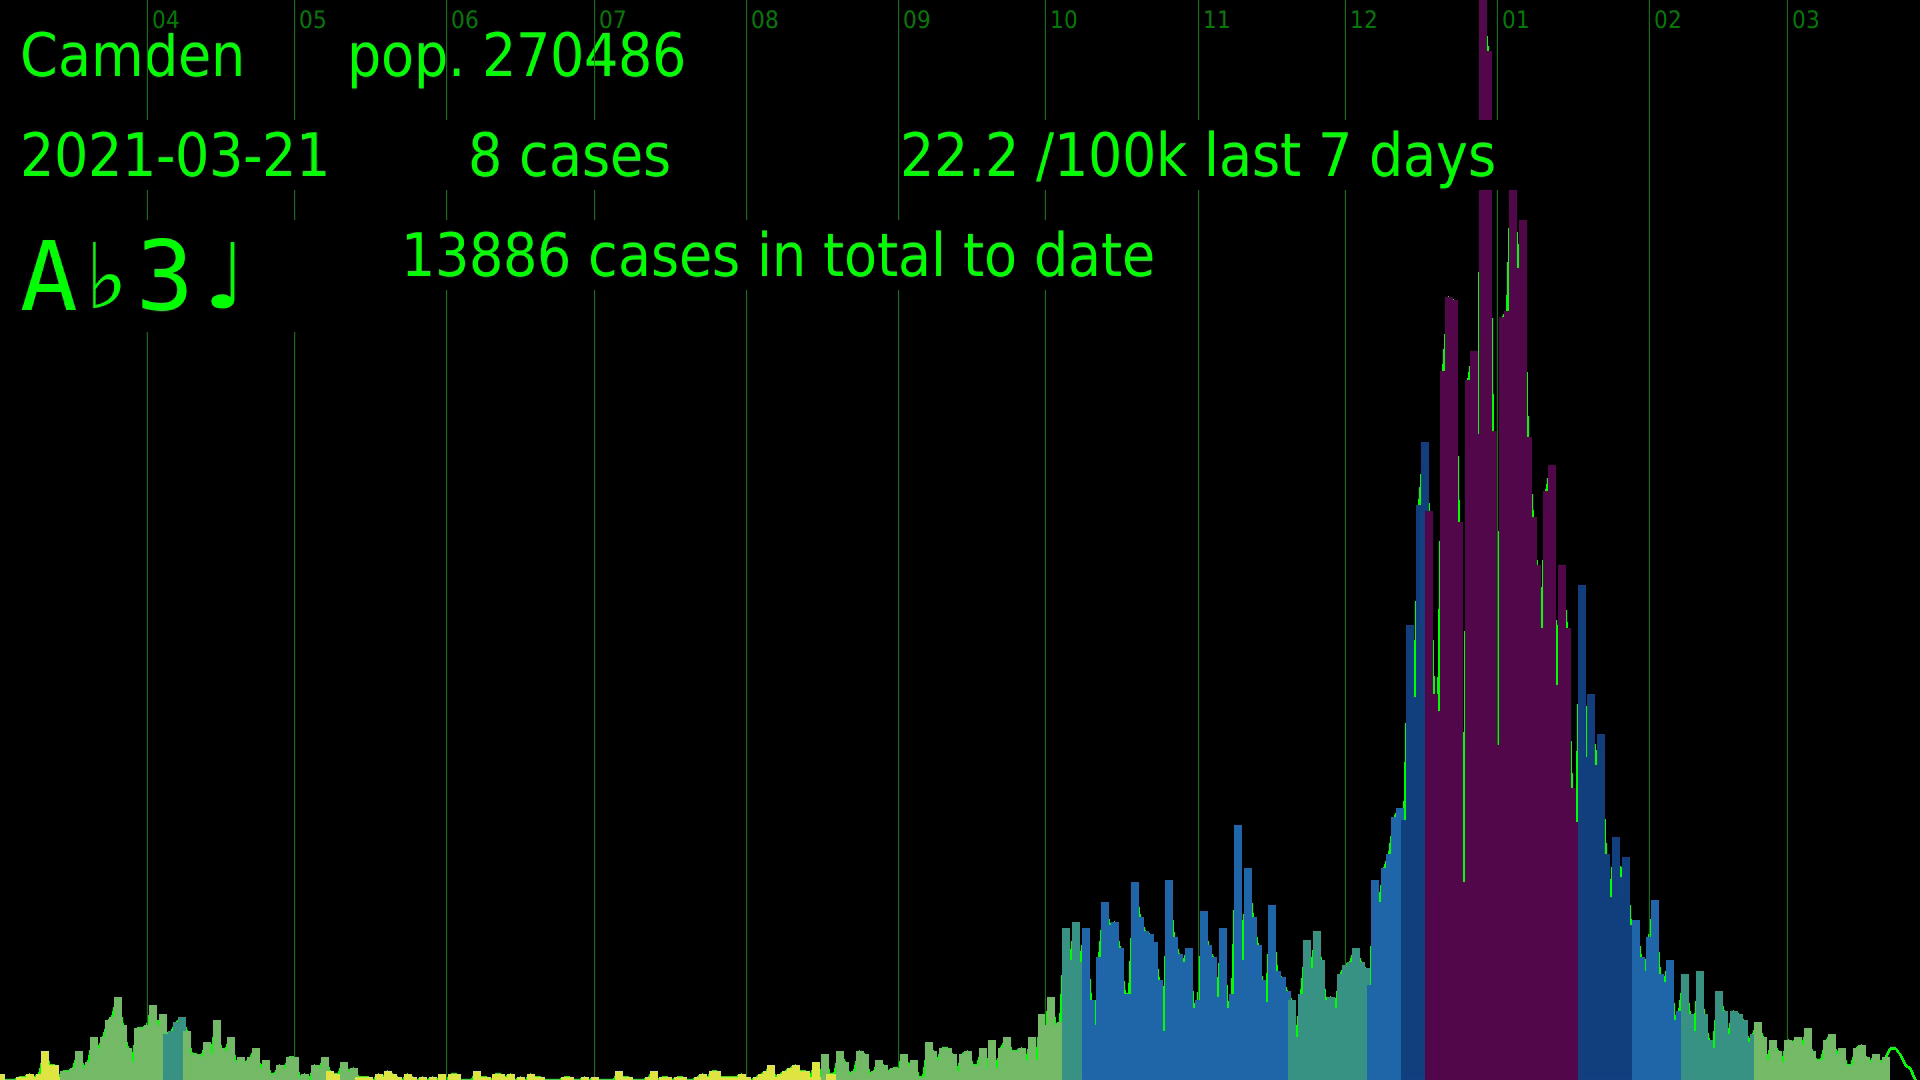 04 05 06 07 08 09 10 11 12 01 02 03
Camden pop. 270486
2021-03-21 8 cases 22.2 /100k last 7 days
A♭3♩ 13886 cases in total to date